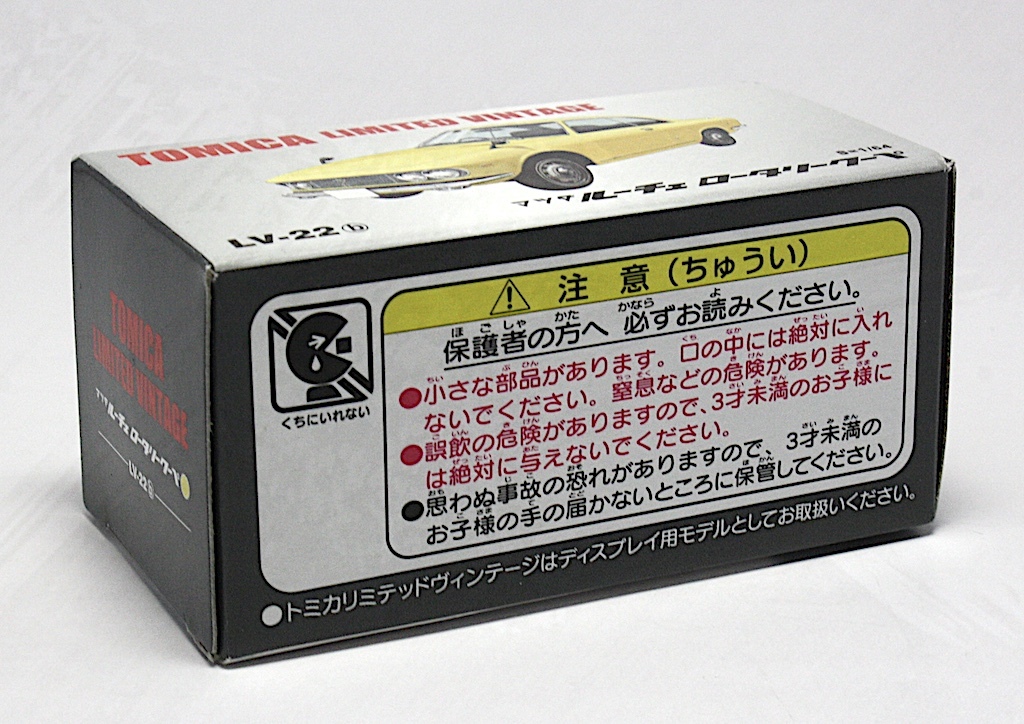 TOMICA LIMITED VINTAGE
S=1/64
マツダ ルーチェ ロータリークーペ
LV-22 b
TOMICA
LIMITED VINTAGE
マツダ ルーチェ ロータリークーペ
LV-22 b
くちにいれない
注意(ちゅうい)
保護者の方へ 必ずお読みください。
●小さな部品があります。口の中には絶対に入れ
ないでください。窒息などの危険があります。
●誤飲の危険がありますので、3才未満のお子様に
は絶対に与えないでください。
●思わぬ事故の恐れがありますので、3才未満の
お子様の手の届かないところに保管してください。
●トミカリミテッドヴィンテージはディスプレイ用モデルとしてお取扱いください。